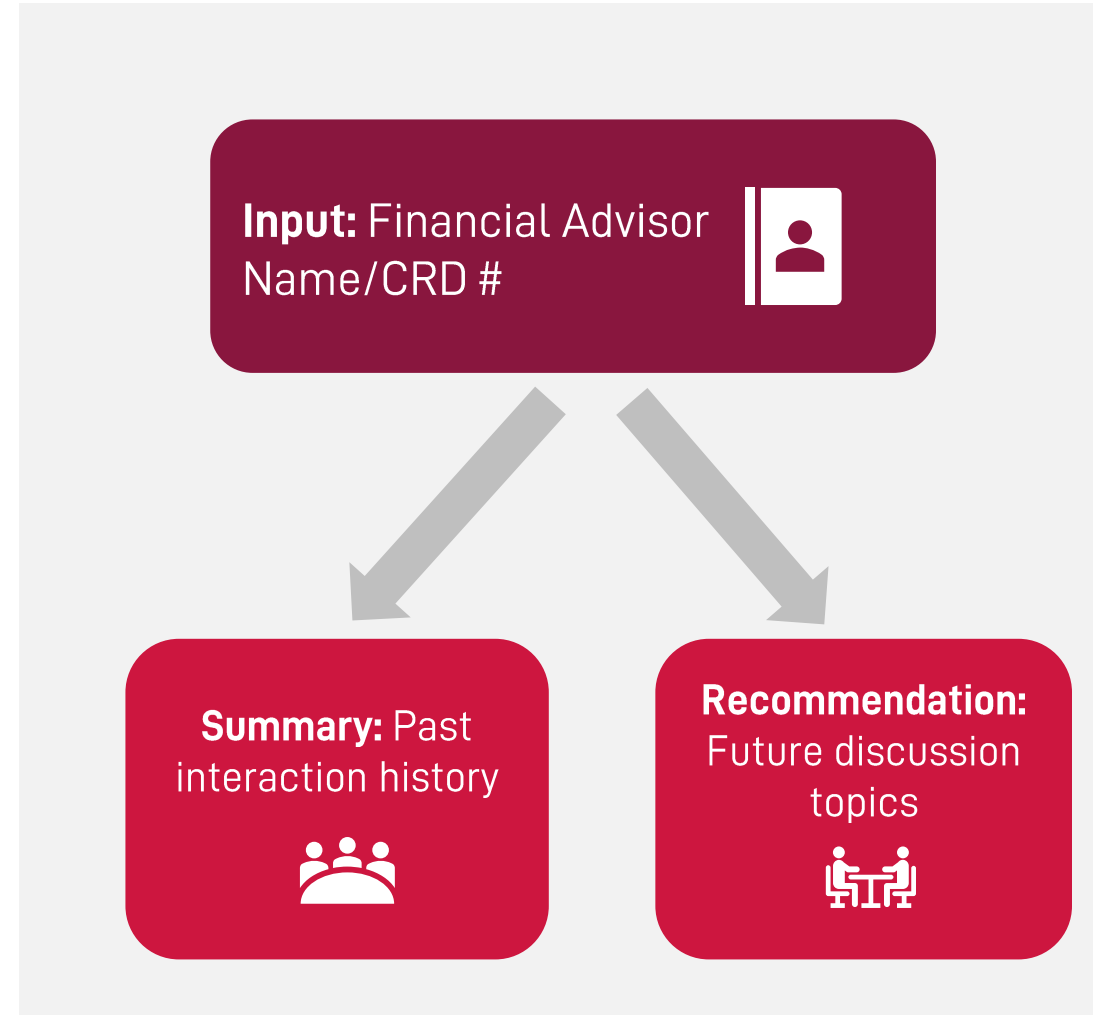 Input: Financial Advisor
Name/CRD #
Summary: Past
interaction history
Recommendation:
Future discussion
topics